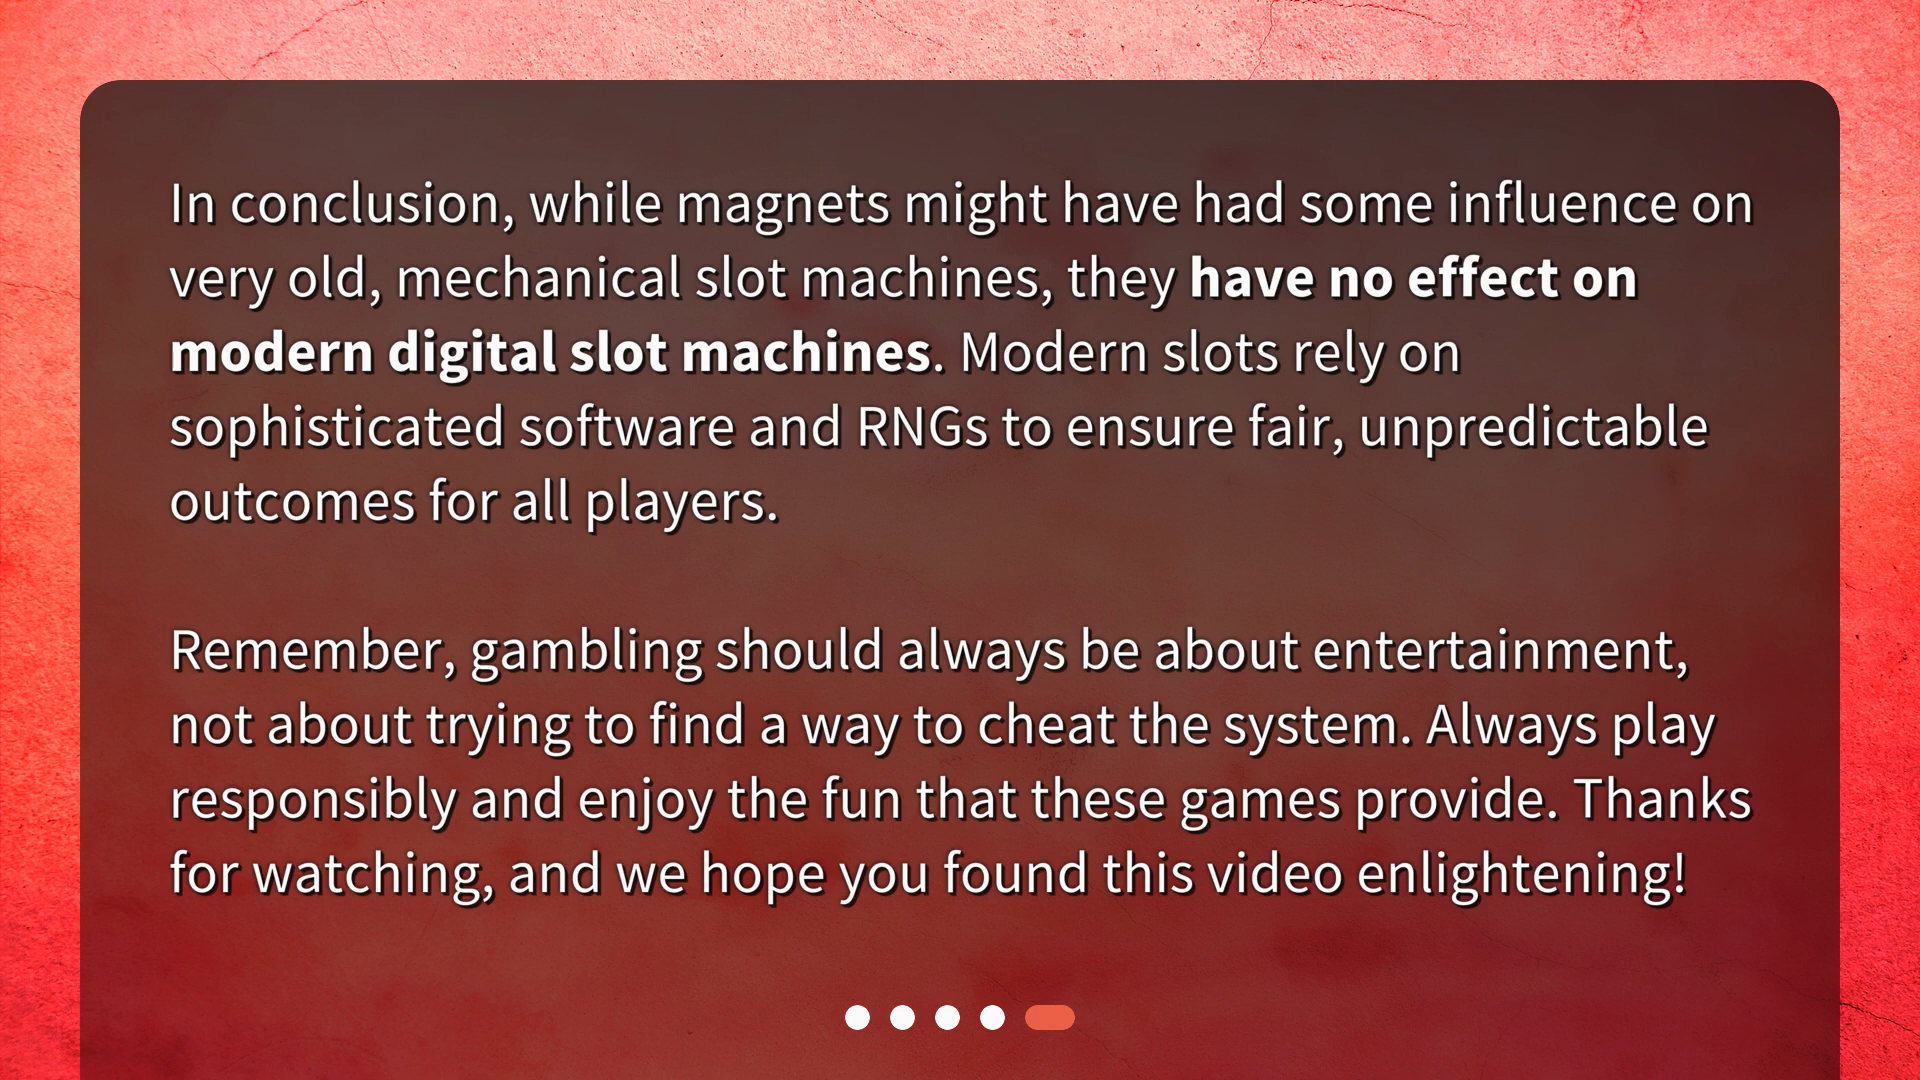 In conclusion, while magnets might have had some influence on
very old, mechanical slot machines, they have no effect on
modern digital slot machines. Modern slots rely on
sophisticated software and RNGs to ensure fair, unpredictable
outcomes for all players.
Remember, gambling should always be about entertainment,
not about trying to find a way to cheat the system. Always play
responsibly and enjoy the fun that these games provide. Thanks
for watching, and we hope you found this video enlightening!